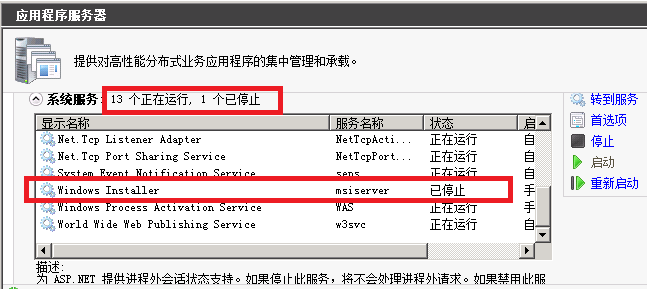 应用程序服务器
提供对高性能分布式业务应用程序的集中管理和承载。
系统服务: 13 个正在运行, 1 个已停止
显示名称 服务名称 状态 启
Net.Tcp Listener Adapter NetTcpActi... 正在运行 自
Net.Tcp Port Sharing Service NetTcpPort... 正在运行 自
System Event Notification Service sens 正在运行 自
Windows Installer msiserver 已停止 手
Windows Process Activation Service WAS 正在运行 手
World Wide Web Publishing Service w3svc 正在运行 自
描述:
为 ASP.NET 提供进程外会话状态支持。如果停止此服务，将不会处理进程外请求。如果禁用此服
转到服务
首选项
停止
启动
重新启动